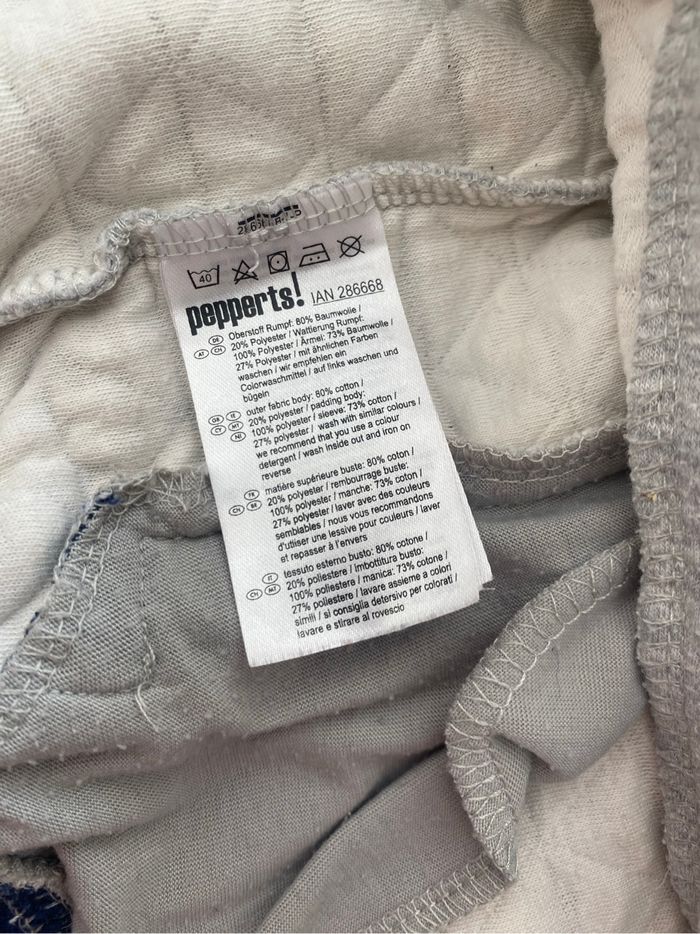 40
pepperts! IAN 286668
DE AT CH Oberstoff Rumpf: 80% Baumwolle /
20% Polyester / Wattierung Rumpf:
100% Polyester / Ärmel: 73% Baumwolle /
27% Polyester / mit ähnlichen Farben
waschen / wir empfehlen ein
Colorwaschmittel / auf links waschen und
bügeln
GB IE CY MT NI outer fabric body: 80% cotton /
20% polyester / padding body:
100% polyester / sleeve: 73% cotton /
27% polyester / wash with similar colours /
we recommend that you use a colour
detergent / wash inside out and iron on
reverse
FR CH BE matière supérieure buste: 80% coton /
20% polyester / rembourrage buste:
100% polyester / manche: 73% coton /
27% polyester / laver avec des couleurs
semblables / nous vous recommandons
d'utiliser une lessive pour couleurs / laver
et repasser à l'envers
IT CH MT tessuto esterno busto: 80% cotone /
20% poliestere / imbottitura busto:
100% poliestere / manica: 73% cotone /
27% poliestere / lavare assieme a colori
simili / si consiglia detersivo per colorati /
lavare e stirare al rovescio